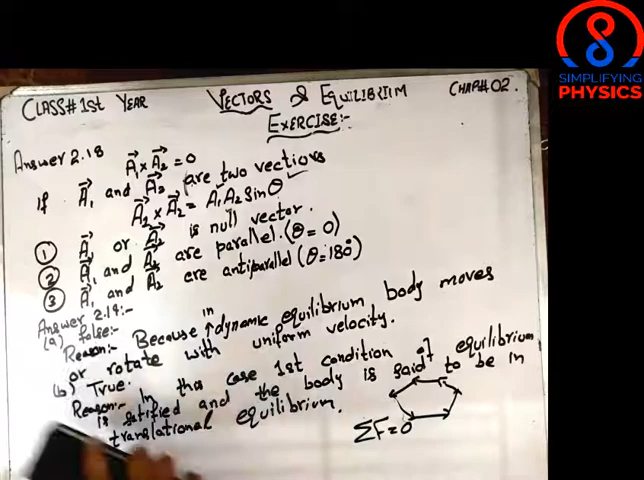 SIMPLIFYING
PHYSICS
CLASS# 1st YEAR VECTORS & EQUILIBRIUM CHAP# 02.
EXERCISE:-
Answer 2.18 A₁ × A₂ = 0
If A₁ and A₂ are two vectiors
A₂ × A₂ = A₁ A₂ Sinθ
① A₁ or A₂ is null vector.
② A₁ and A₂ are parallel. (θ = 0)
③ A₁ and A₂ are antiparallel (θ = 180°)
Answer 2.19:-
(a) false:-
Reason:- Because in dynamic equilibrium body moves
or rotate with uniform velocity.
(b) True.
Reason:- In this case 1st condition of equilibrium
is satified and the body is said to be in
translational equilibrium.
ΣF = 0